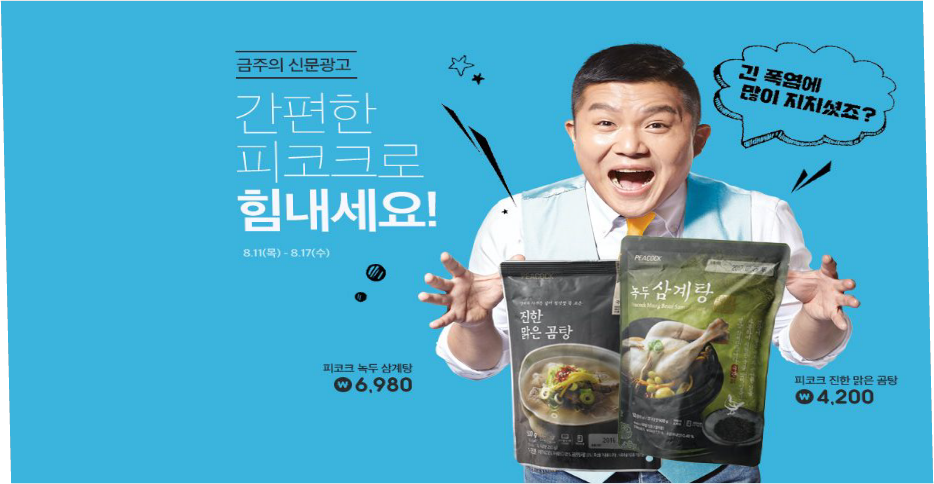 금주의 신문광고
간편한
피코크로
힘내세요!
8.11(목) - 8.17(수)
긴 폭염에
많이 지치셨죠?
PEACOCK
진한
맑은 곰탕
PEACOCK
녹두 삼계탕
피코크 녹두 삼계탕
₩ 6,980
피코크 진한 맑은 곰탕
₩ 4,200